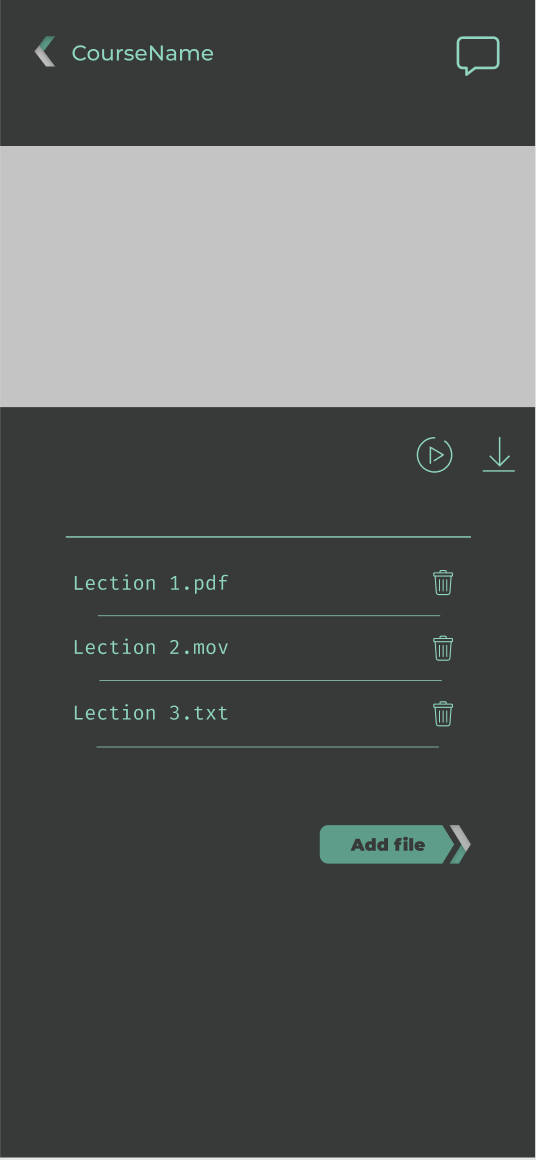 CourseName
Lection 1.pdf
Lection 2.mov
Lection 3.txt
Add file